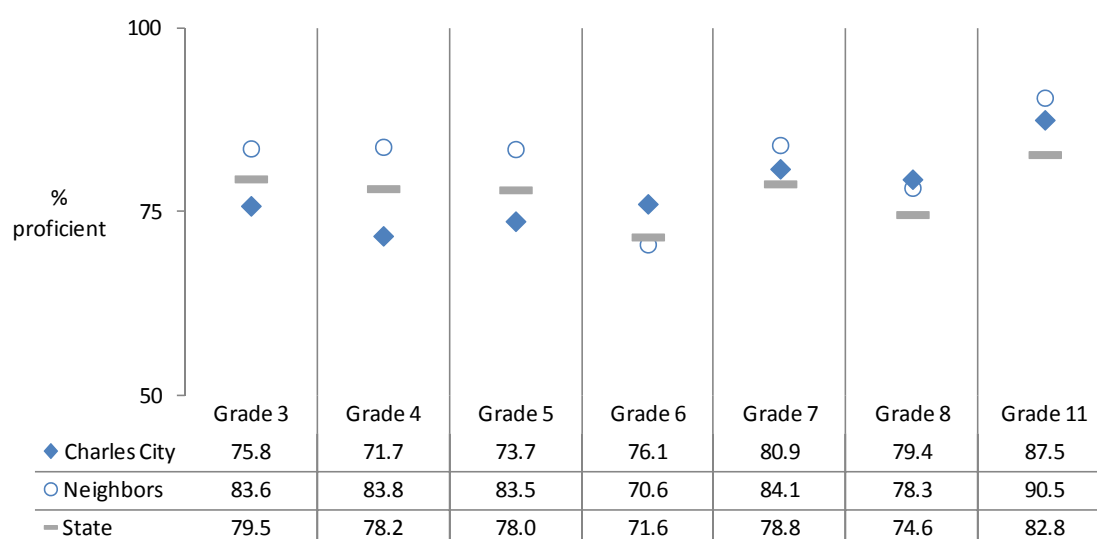 100
75
%
proficient
50
Grade 3 Grade 4 Grade 5 Grade 6 Grade 7 Grade 8 Grade 11
Charles City 75.8 71.7 73.7 76.1 80.9 79.4 87.5
Neighbors 83.6 83.8 83.5 70.6 84.1 78.3 90.5
State 79.5 78.2 78.0 71.6 78.8 74.6 82.8